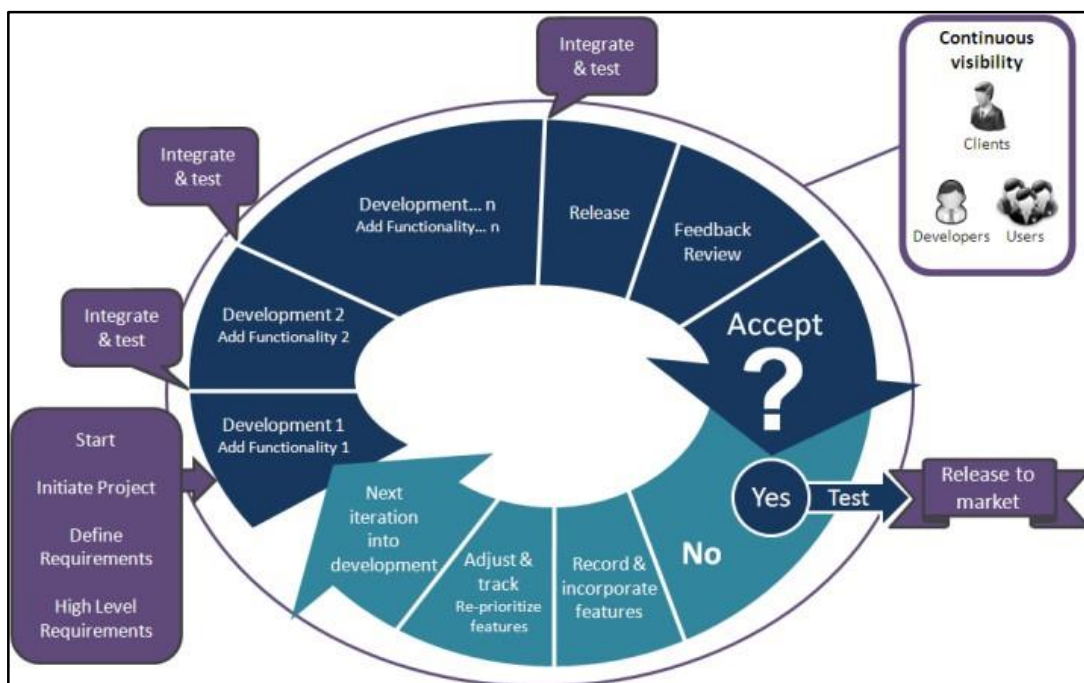 Start
Initiate Project
Define
Requirements
High Level
Requirements
Integrate
& test
Development 1
Add Functionality 1
Development 2
Add Functionality 2
Integrate
& test
Development... n
Add Functionality... n
Integrate
& test
Release
Feedback
Review
Accept
?
Yes
Test
Release to
market
No
Record &
incorporate
features
Adjust &
track
Re-prioritize
features
Next
iteration
into
development
Continuous
visibility
Clients
Developers
Users